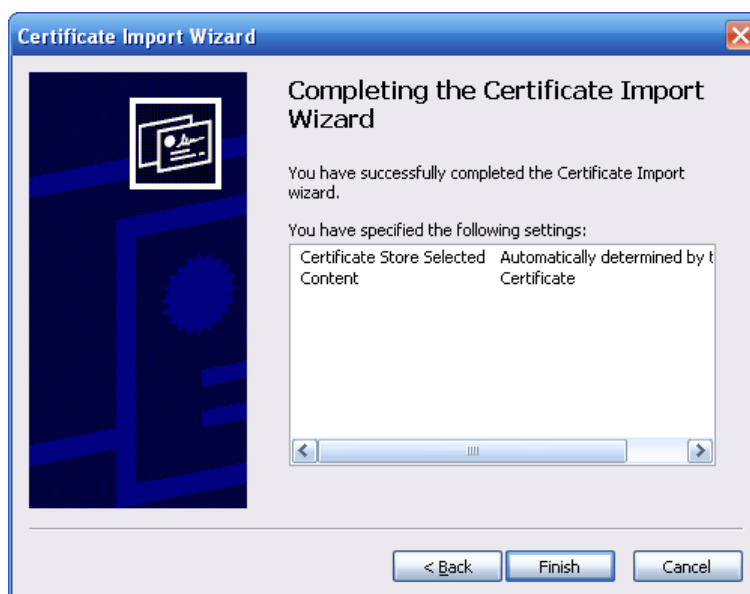 Certificate Import Wizard
Completing the Certificate Import
Wizard
You have successfully completed the Certificate Import
wizard.
You have specified the following settings:
Certificate Store Selected Automatically determined by t
Content Certificate
< Back Finish Cancel